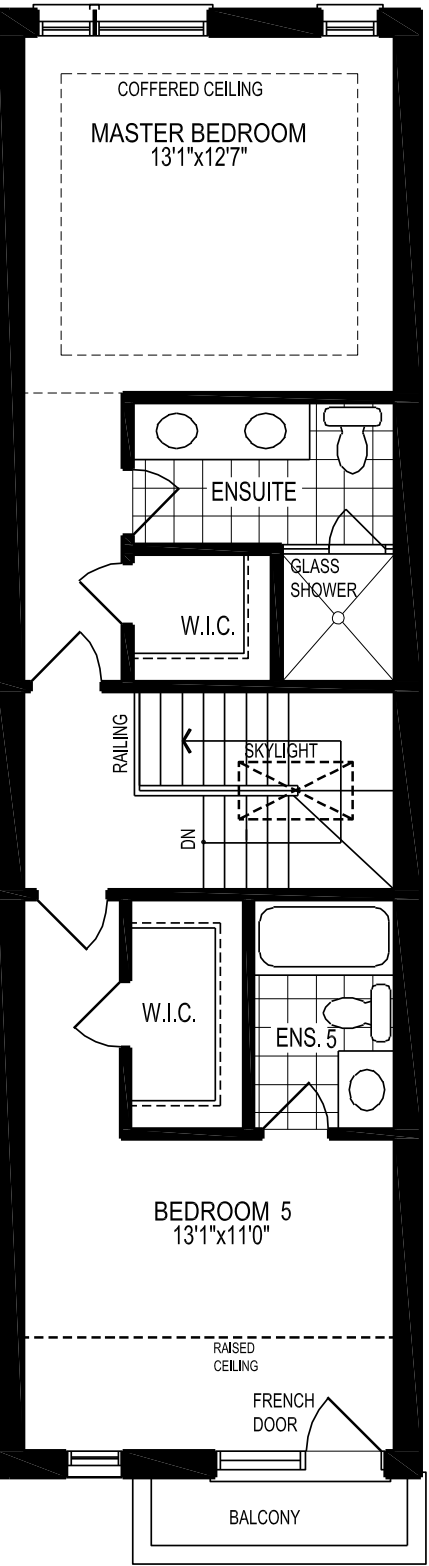 COFFERED CEILING
MASTER BEDROOM
13'1"x12'7"
ENSUITE
GLASS
SHOWER
W.I.C.
RAILING
SKYLIGHT
DN
W.I.C.
ENS. 5
BEDROOM 5
13'1"x11'0"
RAISED
CEILING
FRENCH
DOOR
BALCONY